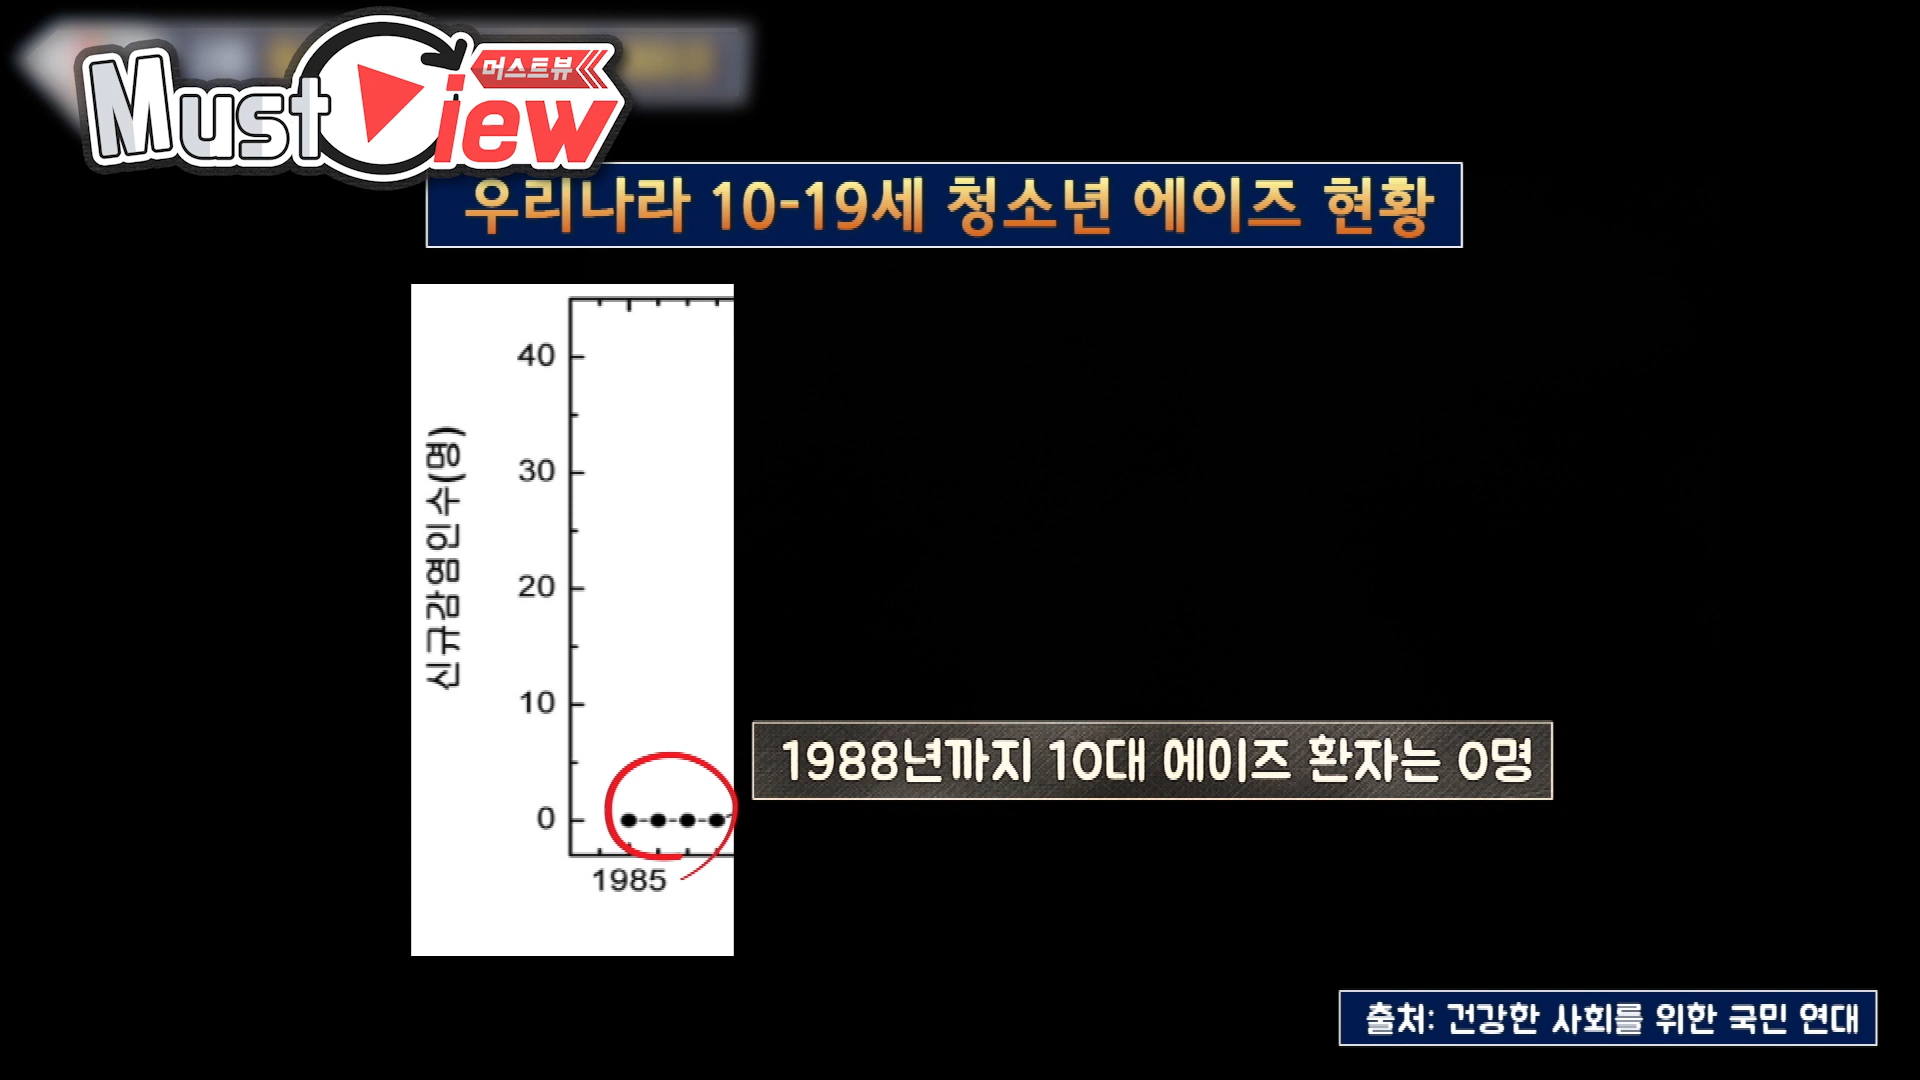 Must View
머스트뷰
우리나라 10-19세 청소년 에이즈 현황
신규감염인수(명)
40
30
20
10
0
1985
1988년까지 10대 에이즈 환자는 0명
출처: 건강한 사회를 위한 국민 연대